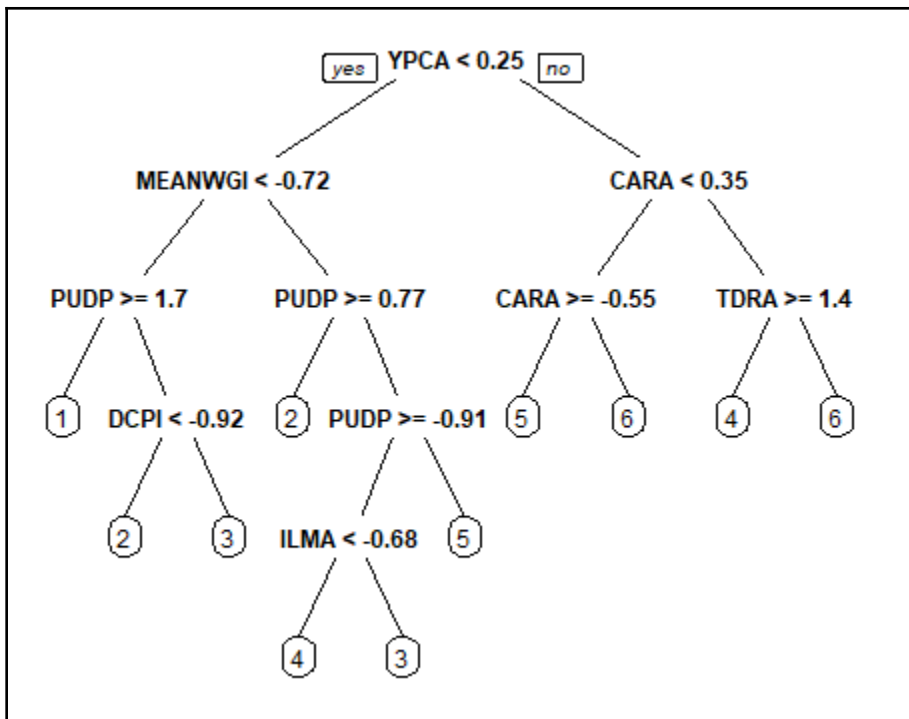 yes YPCA < 0.25 no
MEANWGI < -0.72 CARA < 0.35
PUDP >= 1.7 PUDP >= 0.77 CARA >= -0.55 TDRA >= 1.4
1 DCPI < -0.92 2 PUDP >= -0.91 5 6 4 6
2 3 ILMA < -0.68 5
4 3